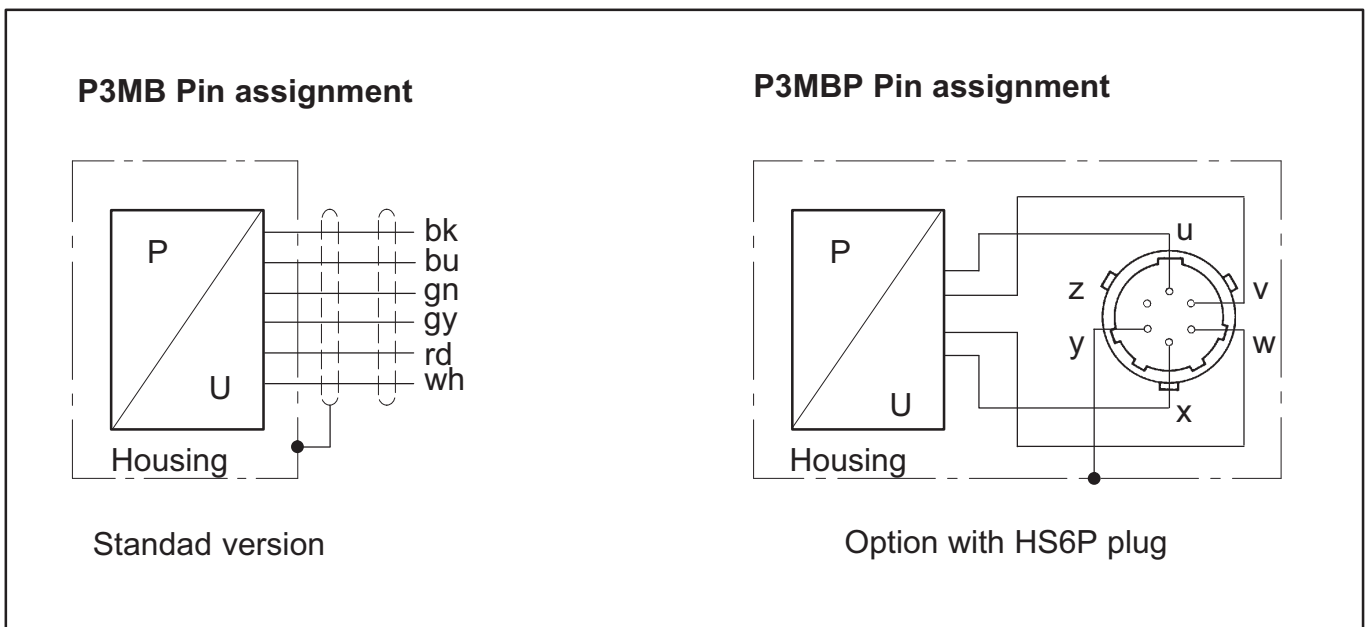 P3MB Pin assignment
P
U
Housing
bk
bu
gn
gy
rd
wh
Standad version
P3MBP Pin assignment
P
U
Housing
u
z
v
y
w
x
Option with HS6P plug